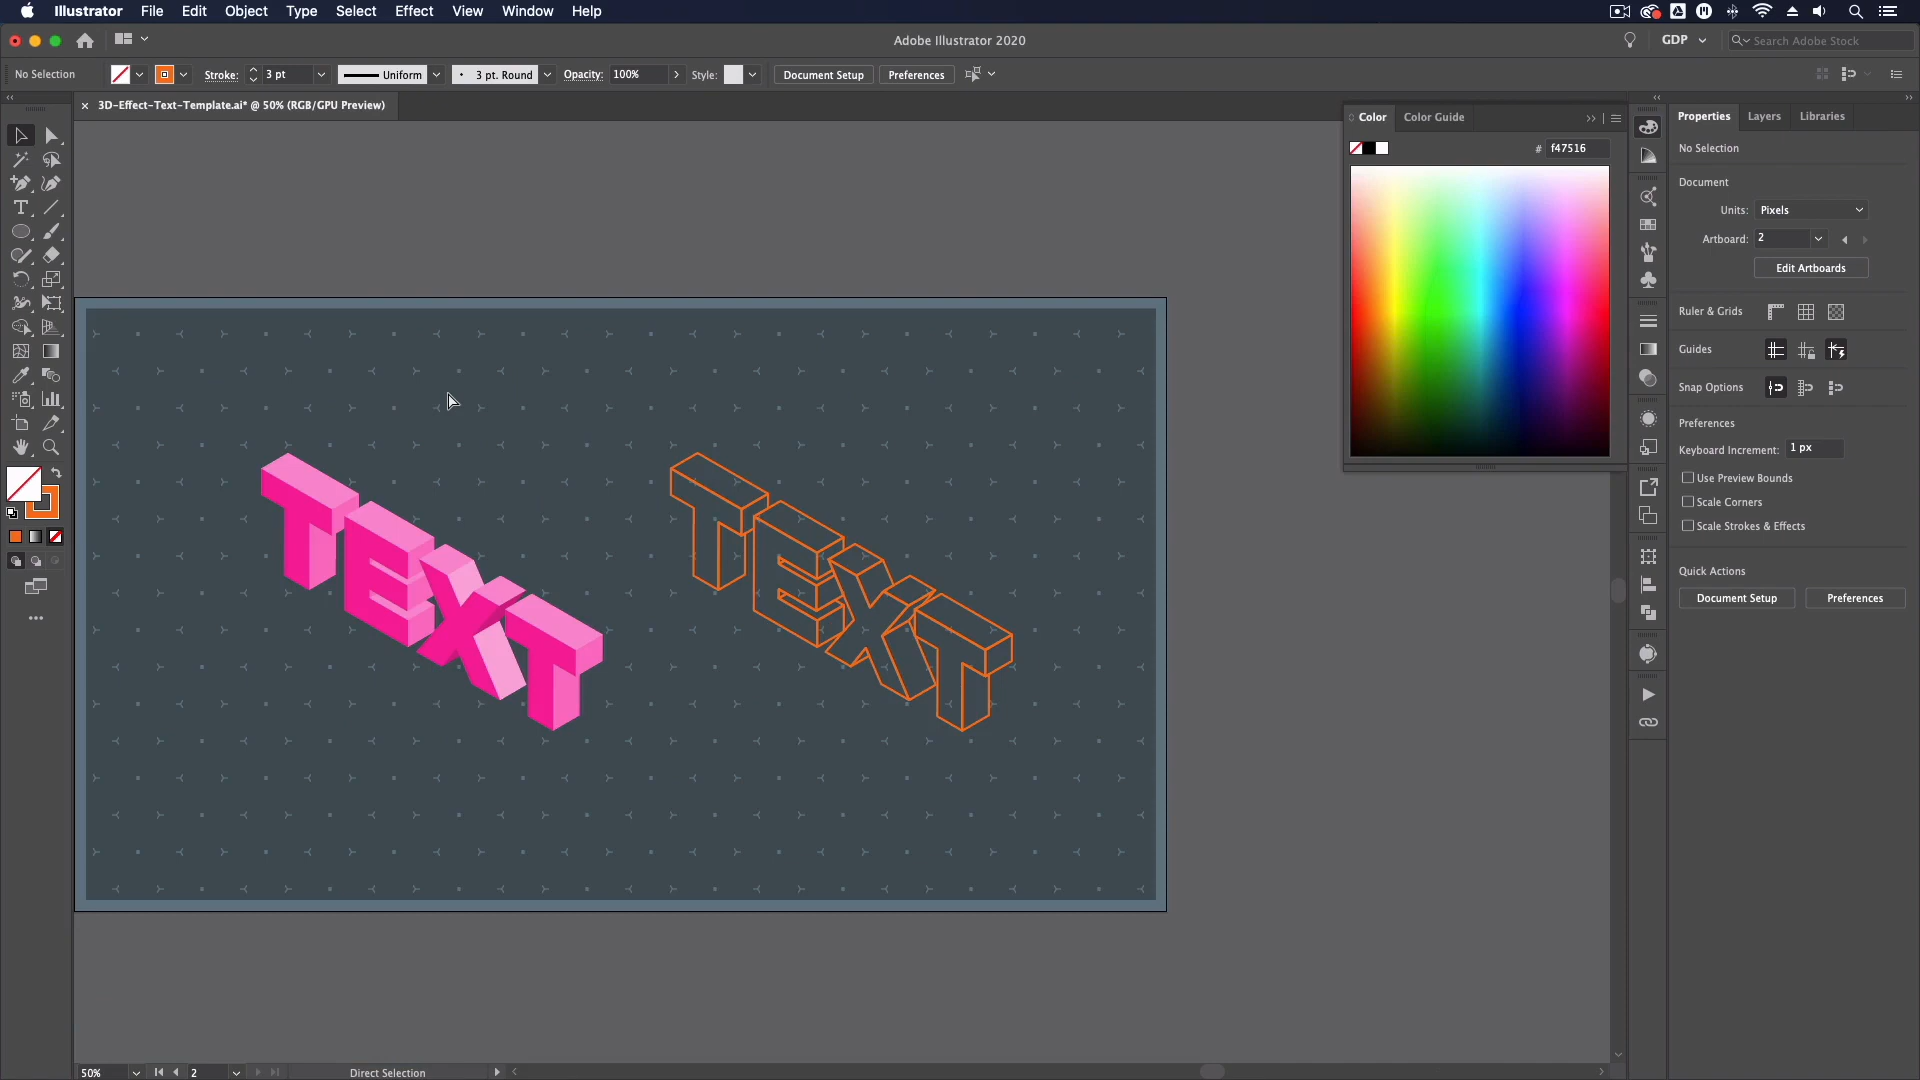 Illustrator File Edit Object Type Select Effect View Window Help
Adobe Illustrator 2020
GDP
Search Adobe Stock
No Selection
Stroke: 3 pt
Uniform
3 pt. Round
Opacity: 100%
Style:
Document Setup
Preferences
× 3D-Effect-Text-Template.ai* @ 50% (RGB/GPU Preview)
Color
Color Guide
# f47516
Properties
Layers
Libraries
No Selection
Document
Units: Pixels
Artboard: 2
Edit Artboards
Ruler & Grids
Guides
Snap Options
Preferences
Keyboard Increment: 1 px
Use Preview Bounds
Scale Corners
Scale Strokes & Effects
Quick Actions
Document Setup
Preferences
TEXT
TEXT
50%
2
Direct Selection